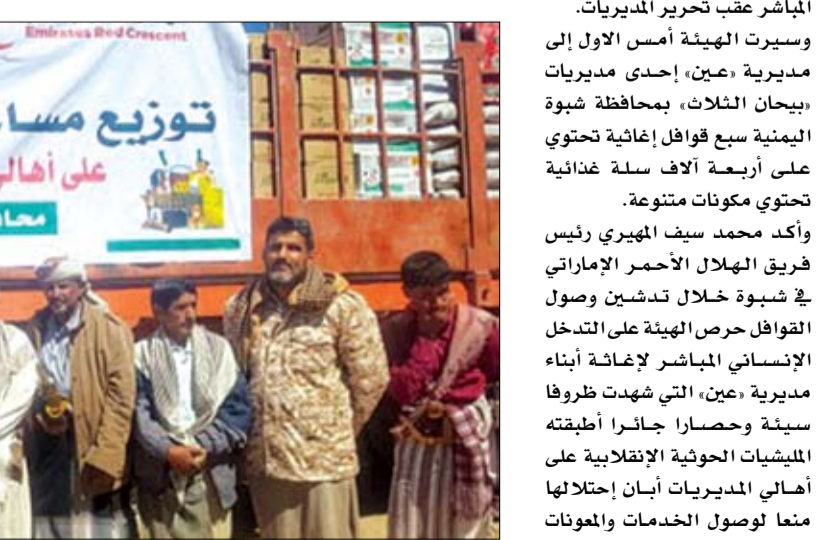 المباشر عقب تحرير المديريات.
وسيرت الهيئة أمس الاول إلى
مديرية «عين» إحدى مديريات
«بيحان الثلاث» بمحافظة شبوة
اليمنية سبع قوافل إغاثية تحتوي
على أربعة آلاف سلة غذائية
تحتوي مكونات متنوعة.
وأكد محمد سيف المهيري رئيس
فريق الهلال الأحمر الإماراتي
في شبوة خلال تدشين وصول
القوافل حرص الهيئة على التدخل
الإنساني المباشر لإغاثة أبناء
مديرية «عين» التي شهدت ظروفا
سيئة وحصارا جائرا أطبقته
المليشيات الحوثية الإنقلابية على
أهالي المديريات أبان إحتلالها
منعا لوصول الخدمات والمعونات
Emirates Red Crescent
توزيع مسا
على أهالي
محا